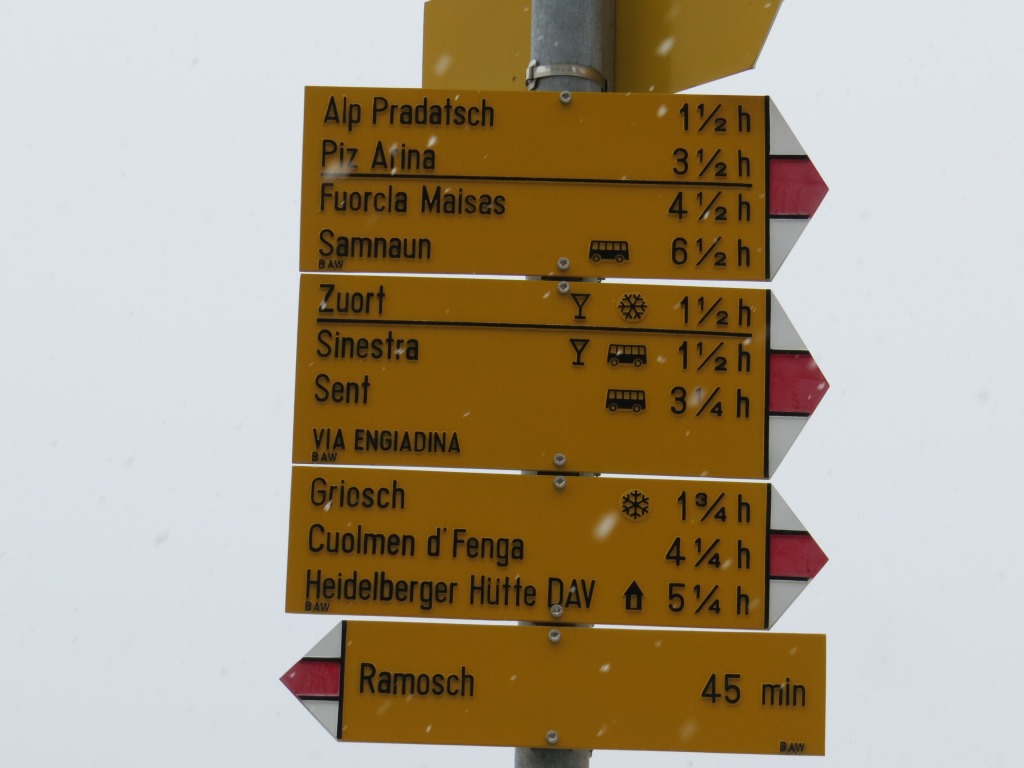 Alp Pradatsch 1½ h
Piz Arina 3½ h
Fuorcla Maisas 4½ h
Samnaun 6½ h
BAW
Zuort 1½ h
Sinestra 1½ h
Sent 3¼ h
VIA ENGIADINA
BAW
Griosch 1¾ h
Cuolmen d'Fenga 4¼ h
Heidelberger Hütte DAV 5¼ h
BAW
Ramosch 45 min
BAW